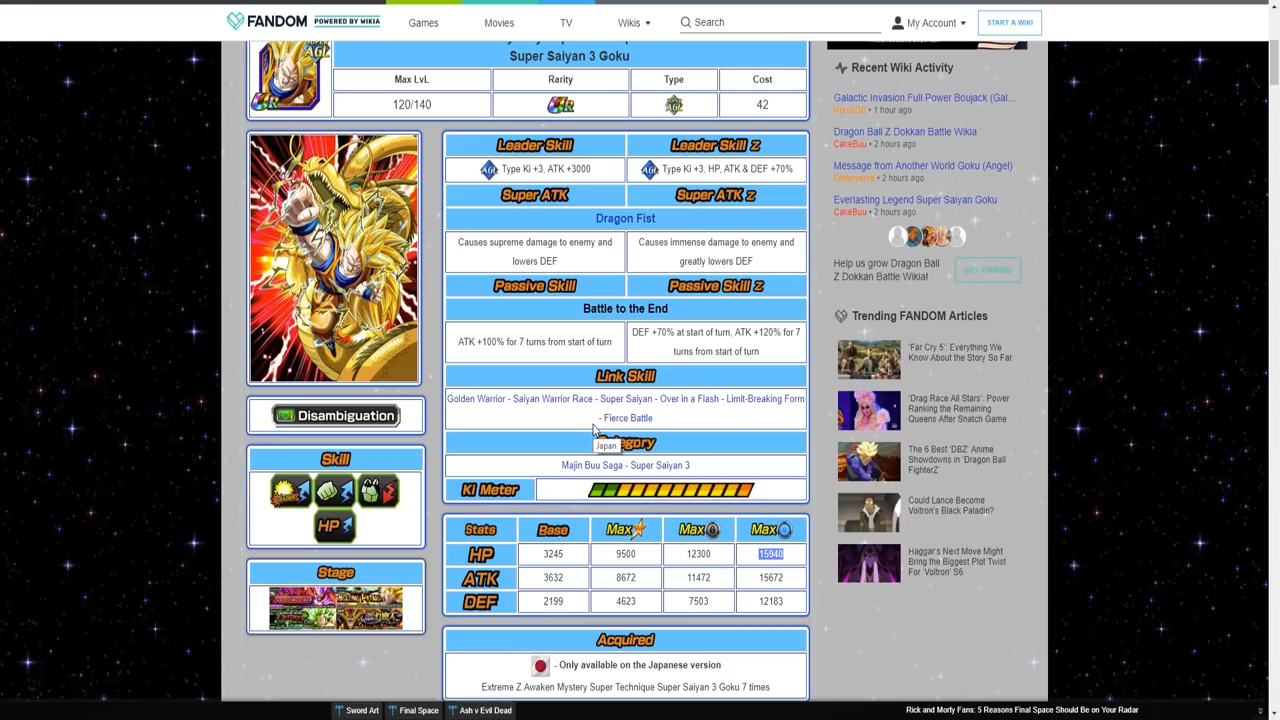 FANDOM POWERED BY WIKIA
Games
Movies
TV
Wikis
Search
My Account
START A WIKI
Super Saiyan 3 Goku
Max LvL
Rarity
Type
Cost
120/140
UR
SUPER AGL
42
Leader Skill
Leader Skill Z
AGL Type Ki +3, ATK +3000
AGL Type Ki +3, HP, ATK & DEF +70%
Super ATK
Super ATK Z
Dragon Fist
Causes supreme damage to enemy and
lowers DEF
Causes immense damage to enemy and
greatly lowers DEF
Passive Skill
Passive Skill Z
Battle to the End
ATK +100% for 7 turns from start of turn
DEF +70% at start of turn, ATK +120% for 7
turns from start of turn
Link Skill
Golden Warrior - Saiyan Warrior Race - Super Saiyan - Over in a Flash - Limit-Breaking Form
- Fierce Battle
Japan
Majin Buu Saga - Super Saiyan 3
Ki Meter
Disambiguation
Skill
HP
Stage
Stats
Base
Max
Max
Max
HP
3245
9500
12300
15940
ATK
3632
8672
11472
15672
DEF
2199
4623
7503
12183
Acquired
- Only available on the Japanese version
Extreme Z Awaken Mystery Super Technique Super Saiyan 3 Goku 7 times
Recent Wiki Activity
Galactic Invasion Full Power Boujack (Gal...
• 1 hour ago
Dragon Ball Z Dokkan Battle Wikia
CakeBuu • 2 hours ago
Message from Another World Goku (Angel)
Enderverse • 2 hours ago
Everlasting Legend Super Saiyan Goku
CakeBuu • 2 hours ago
Help us grow Dragon Ball
Z Dokkan Battle Wikia!
GET STARTED
Trending FANDOM Articles
'Far Cry 5': Everything We
Know About the Story So Far
'Drag Race All Stars': Power
Ranking the Remaining
Queens After Snatch Game
The 6 Best 'DBZ' Anime
Showdowns in 'Dragon Ball
FighterZ'
Could Lance Become
Voltron's Black Paladin?
Haggar's Next Move Might
Bring the Biggest Plot Twist
For 'Voltron' S6
Sword Art
Final Space
Ash v Evil Dead
Rick and Morty Fans: 5 Reasons Final Space Should Be on Your Radar